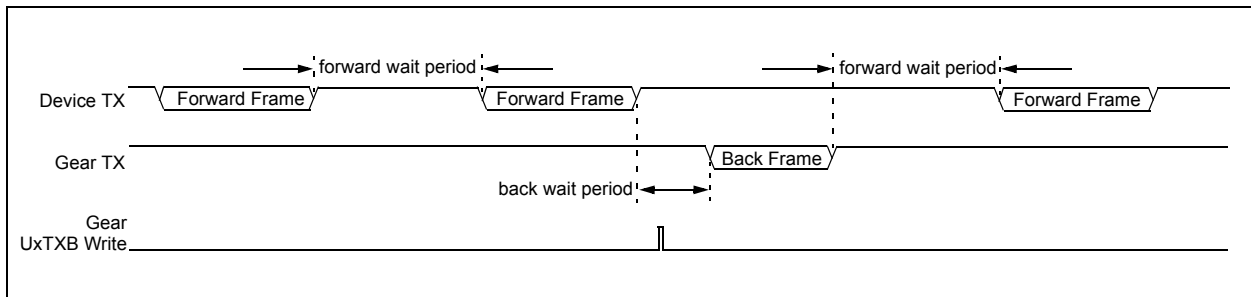 forward wait period
forward wait period
Device TX
Forward Frame
Forward Frame
Forward Frame
Gear TX
Back Frame
back wait period
Gear
UxTXB Write